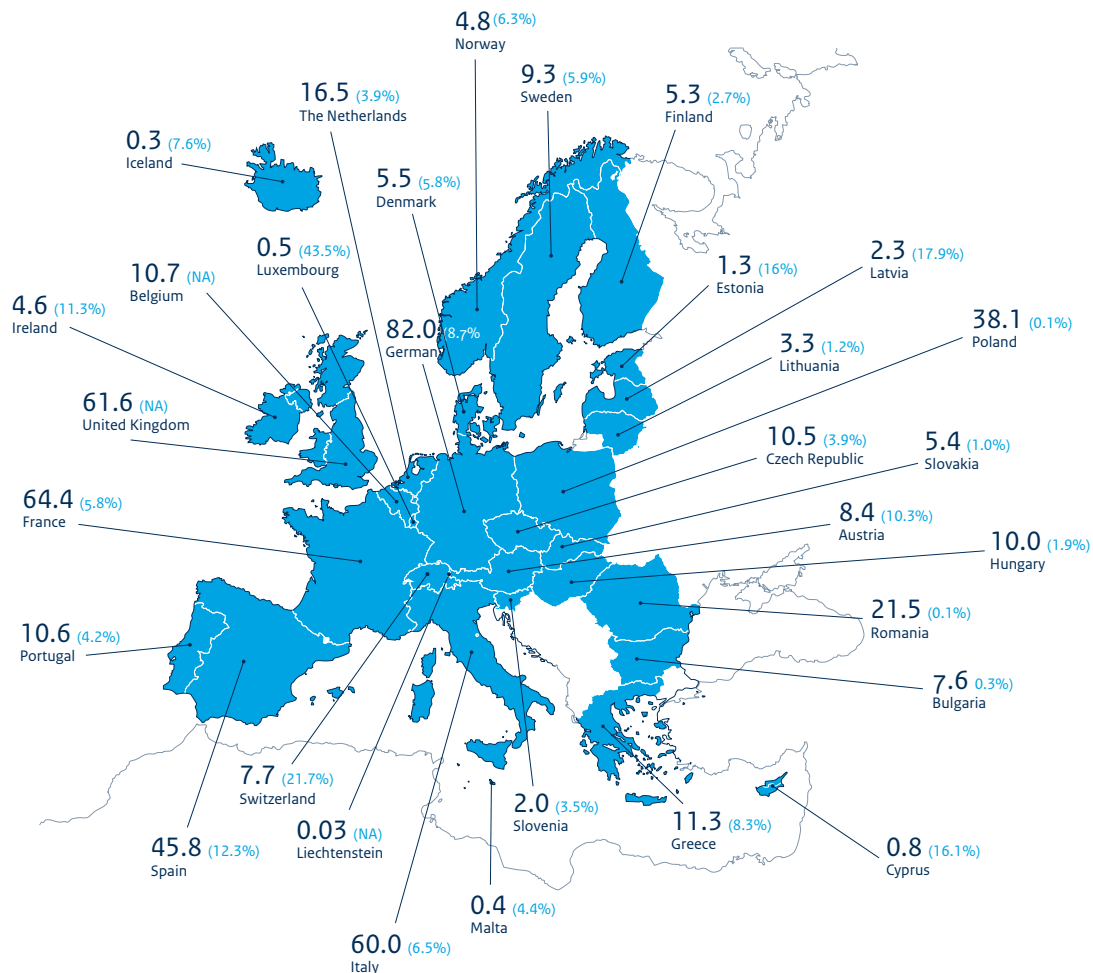 4.8 (6.3%)
Norway
9.3 (5.9%)
Sweden
16.5 (3.9%)
The Netherlands
5.3 (2.7%)
Finland
0.3 (7.6%)
Iceland
5.5 (5.8%)
Denmark
0.5 (43.5%)
Luxembourg
2.3 (17.9%)
Latvia
10.7 (NA)
Belgium
1.3 (16%)
Estonia
4.6 (11.3%)
Ireland
82.0 (8.7%
Germany
38.1 (0.1%)
Poland
3.3 (1.2%)
Lithuania
61.6 (NA)
United Kingdom
10.5 (3.9%)
Czech Republic
5.4 (1.0%)
Slovakia
64.4 (5.8%)
France
8.4 (10.3%)
Austria
10.0 (1.9%)
Hungary
21.5 (0.1%)
Romania
10.6 (4.2%)
Portugal
7.6 0.3%)
Bulgaria
7.7 (21.7%)
Switzerland
2.0 (3.5%)
Slovenia
0.03 (NA)
Liechtenstein
11.3 (8.3%)
Greece
45.8 (12.3%)
Spain
0.8 (16.1%)
Cyprus
0.4 (4.4%)
Malta
60.0 (6.5%)
Italy